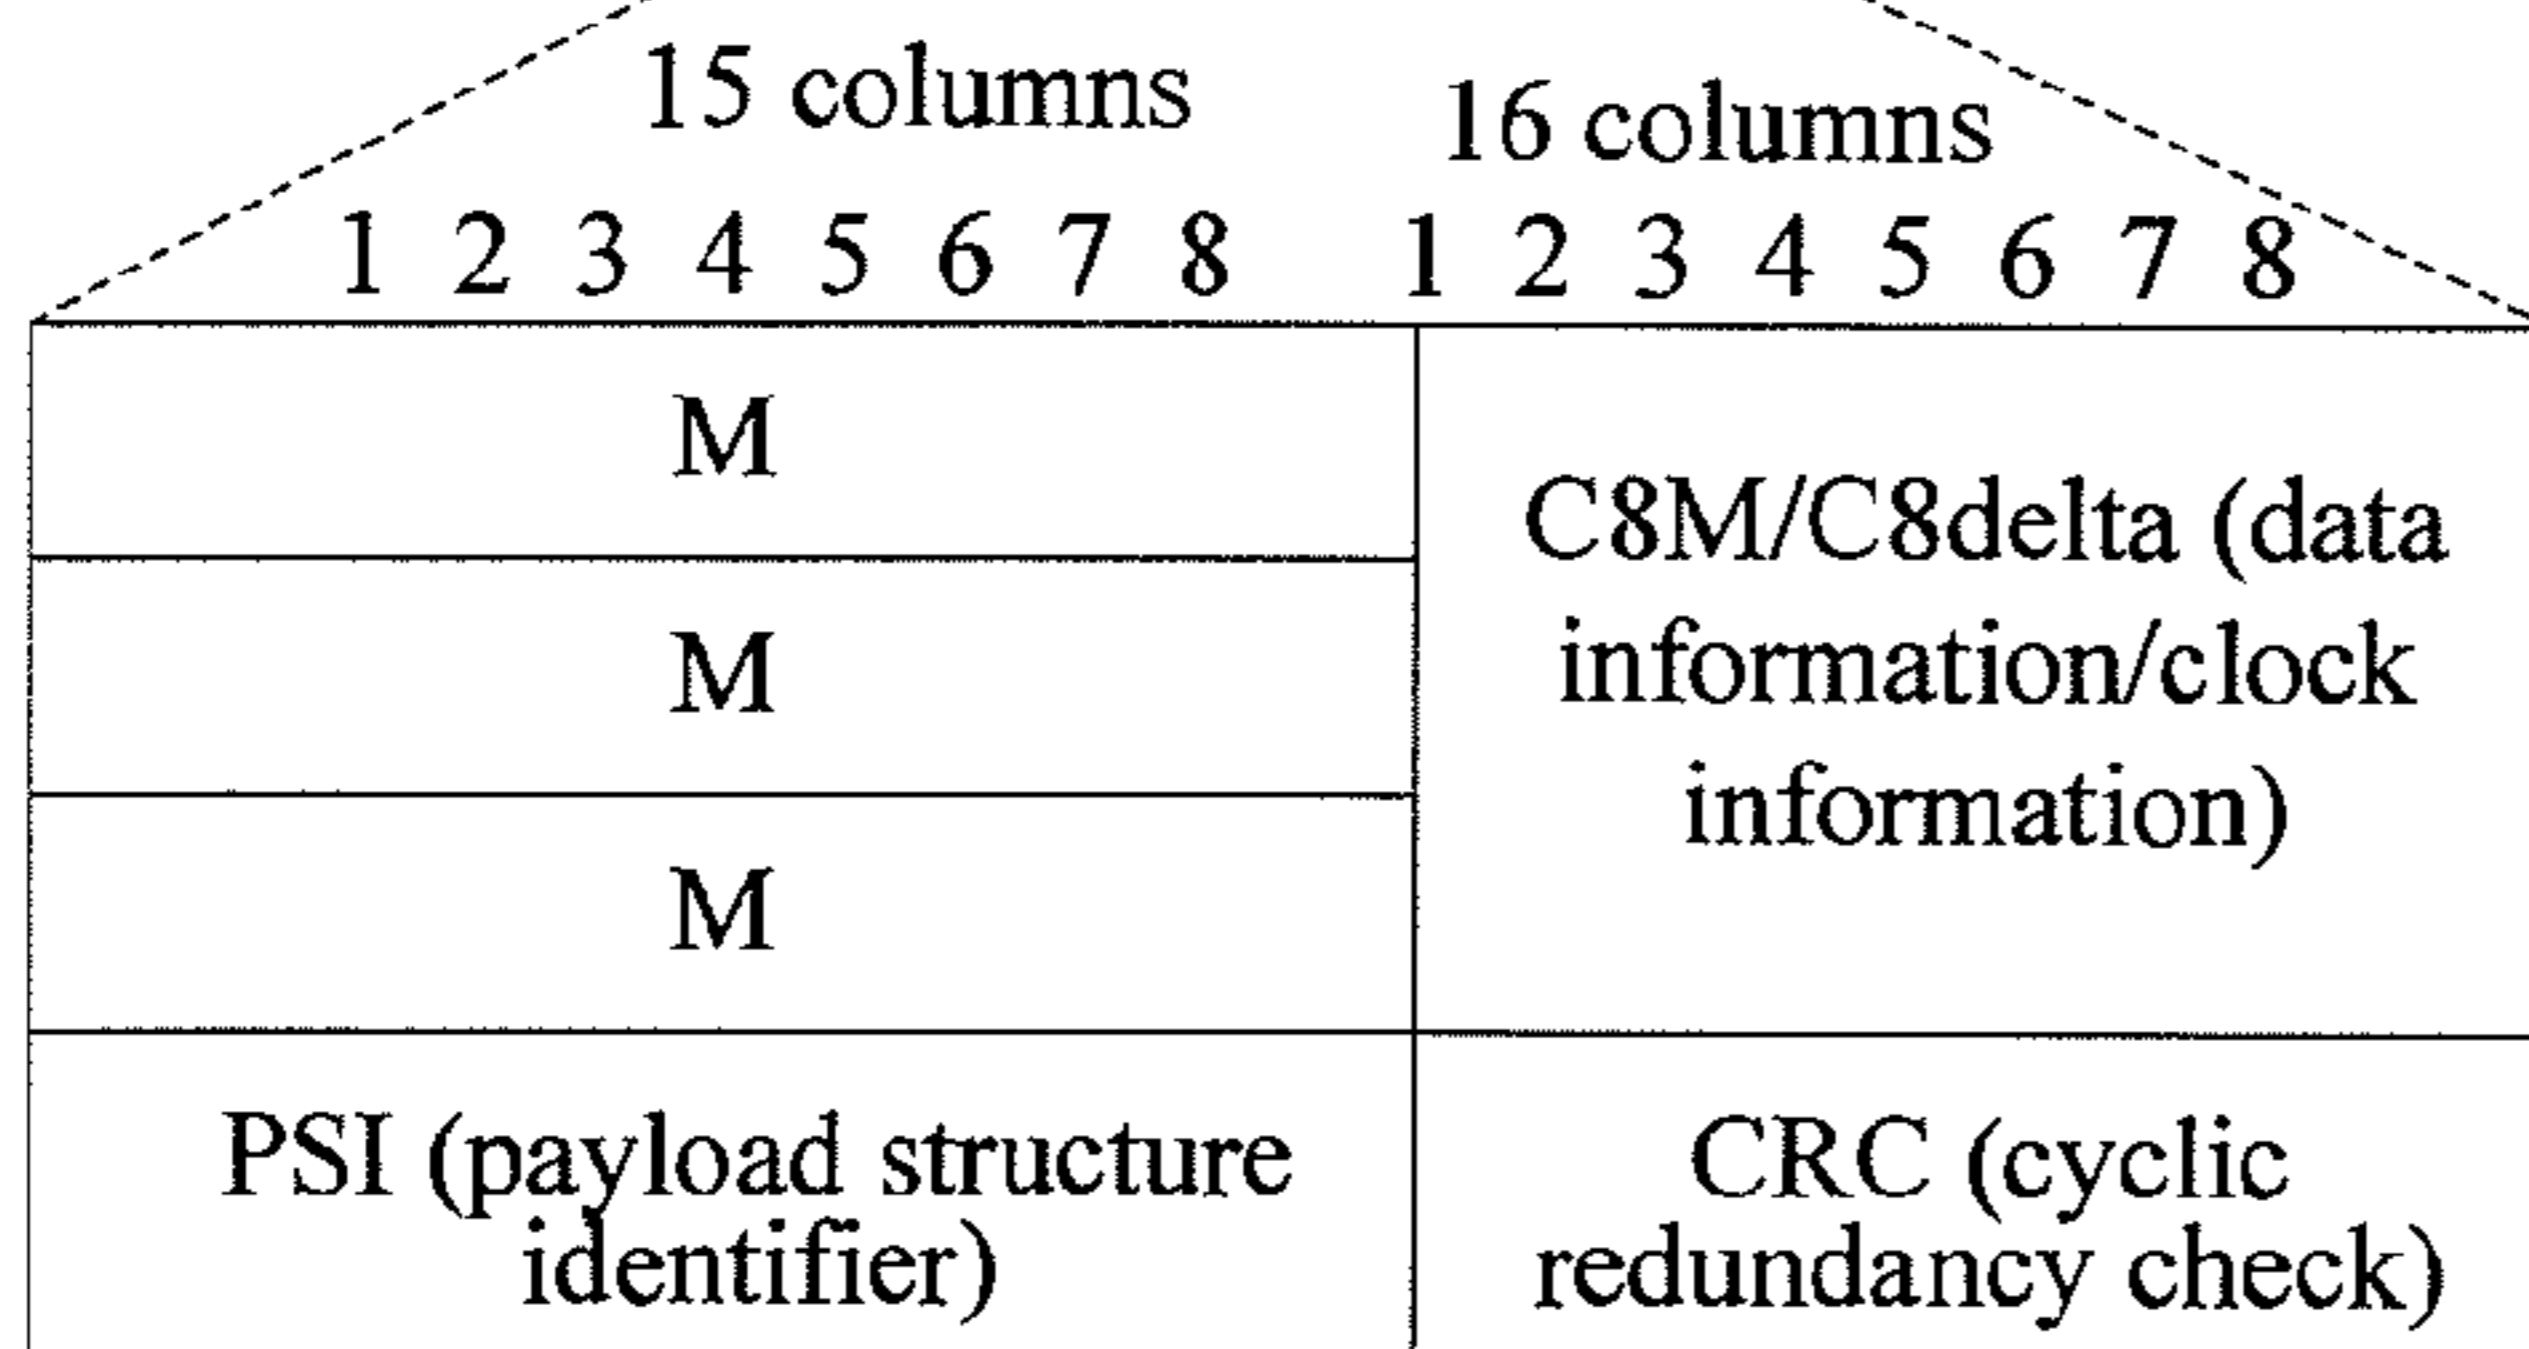 15 columns
16 columns
1 2 3 4 5 6 7 8
1 2 3 4 5 6 7 8
M
M
M
C8M/C8delta (data
information/clock
information)
PSI (payload structure
identifier)
CRC (cyclic
redundancy check)